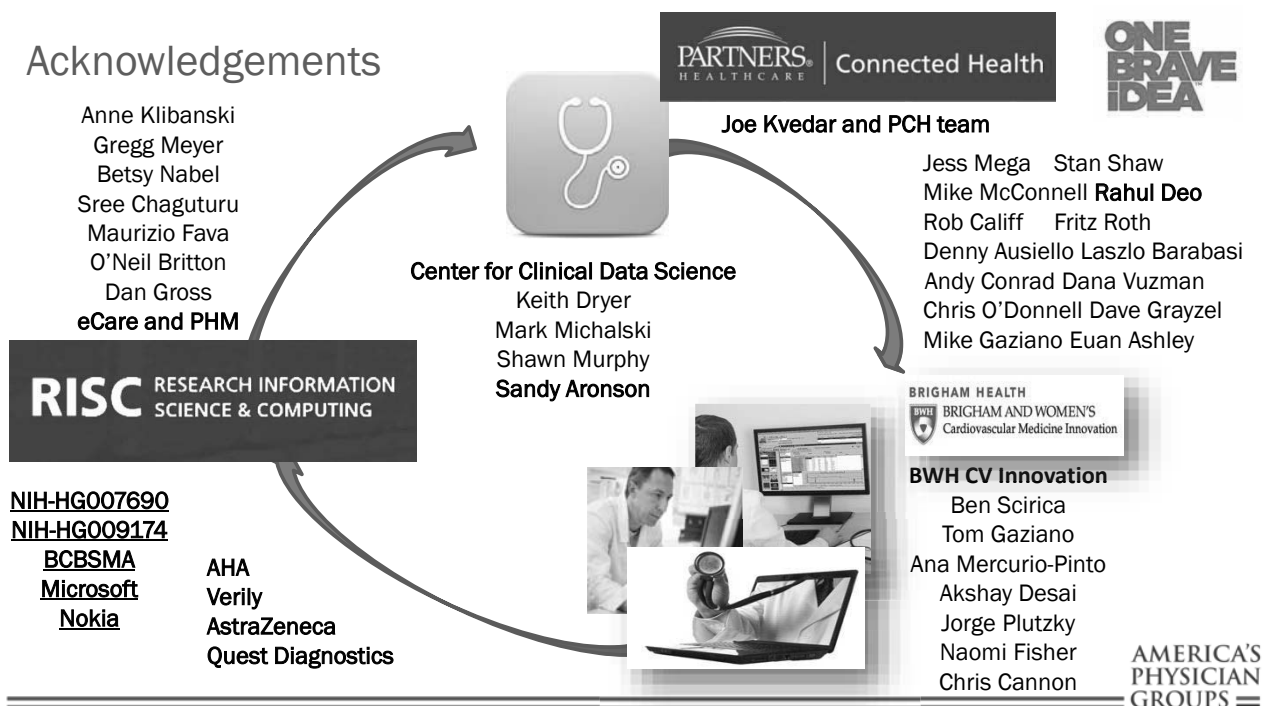 Acknowledgements
Anne Klibanski
Gregg Meyer
Betsy Nabel
Sree Chaguturu
Maurizio Fava
O’Neil Britton
Dan Gross
eCare and PHM
RISC RESEARCH INFORMATION
SCIENCE & COMPUTING
NIH-HG007690
NIH-HG009174
BCBSMA
Microsoft
Nokia
AHA
Verily
AstraZeneca
Quest Diagnostics
Center for Clinical Data Science
Keith Dryer
Mark Michalski
Shawn Murphy
Sandy Aronson
PARTNERS®
HEALTHCARE
Connected Health
Joe Kvedar and PCH team
ONE
BRAVE
iDEA™
Jess Mega Stan Shaw
Mike McConnell Rahul Deo
Rob Califf Fritz Roth
Denny Ausiello Laszlo Barabasi
Andy Conrad Dana Vuzman
Chris O’Donnell Dave Grayzel
Mike Gaziano Euan Ashley
BRIGHAM HEALTH
BWH
BRIGHAM AND WOMEN’S
Cardiovascular Medicine Innovation
BWH CV Innovation
Ben Scirica
Tom Gaziano
Ana Mercurio-Pinto
Akshay Desai
Jorge Plutzky
Naomi Fisher
Chris Cannon
AMERICA’S
PHYSICIAN
GROUPS